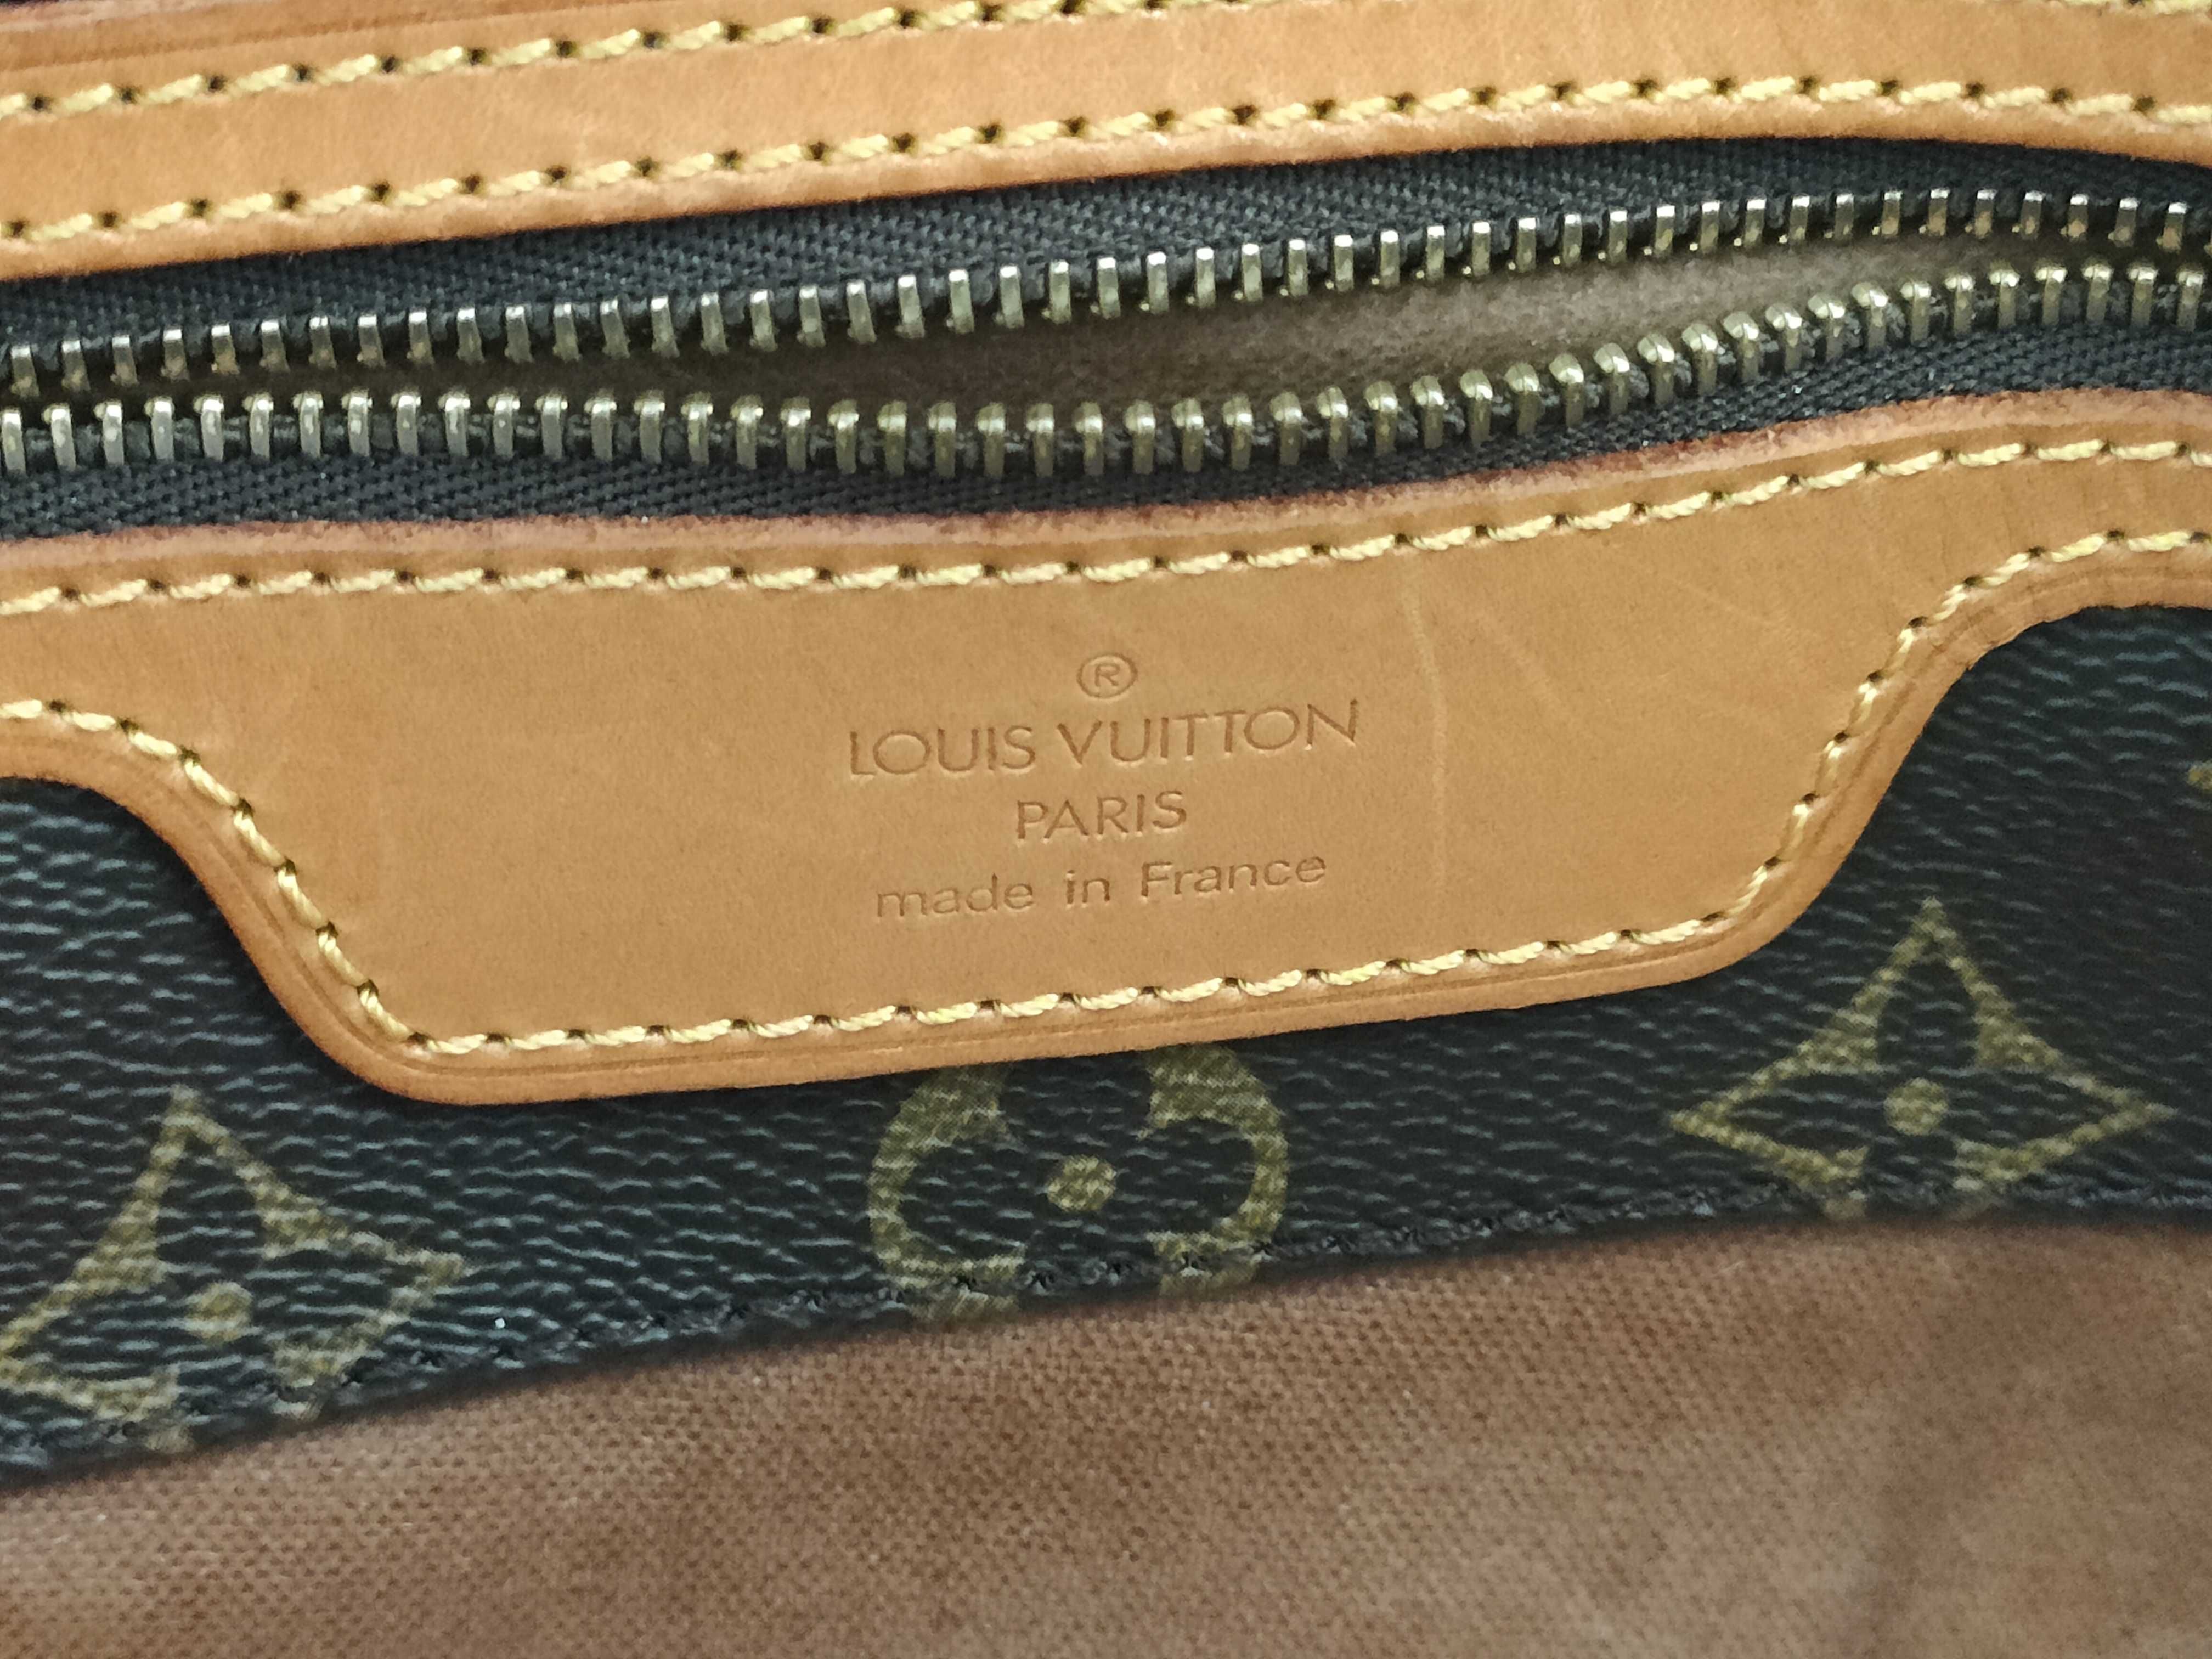 ®
LOUIS VUITTON
PARIS
made in France